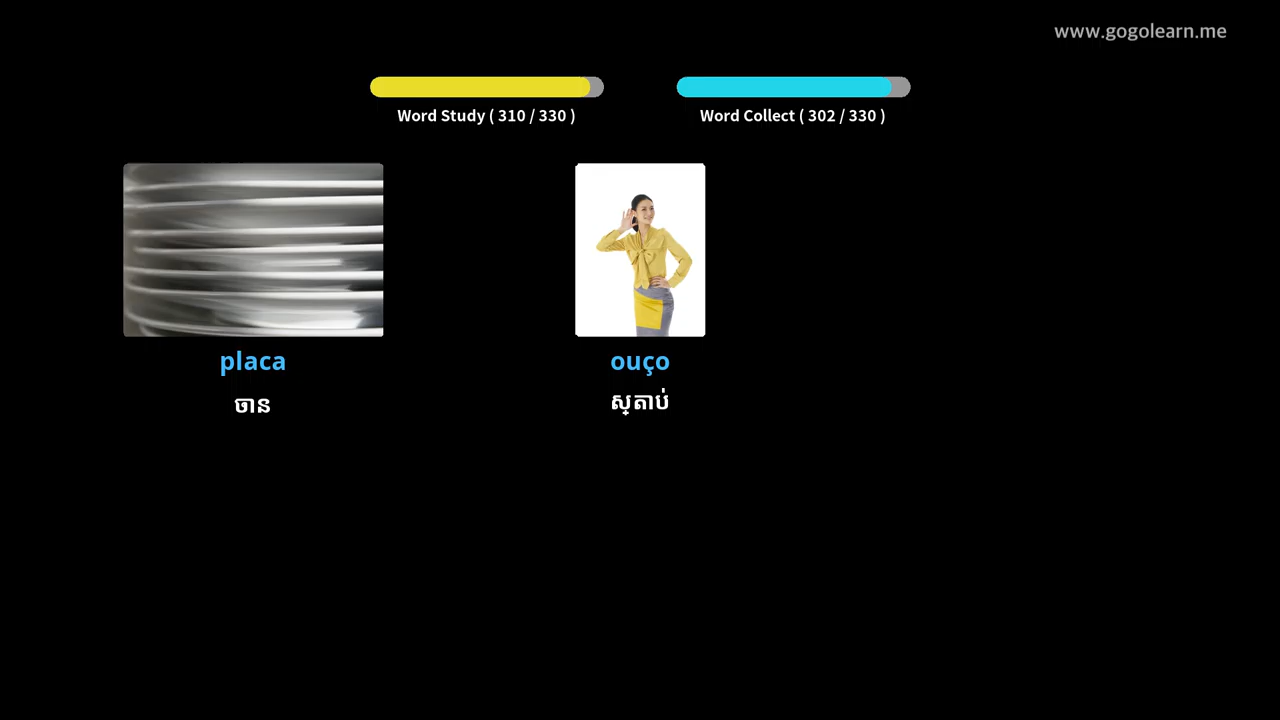 www.gogolearn.me
Word Study ( 310 / 330 )
Word Collect ( 302 / 330 )
placa
ចាន
ouço
ស្តាប់